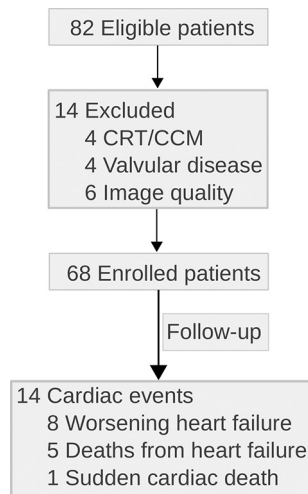 82 Eligible patients
14 Excluded
4 CRT/CCM
4 Valvular disease
6 Image quality
68 Enrolled patients
Follow-up
14 Cardiac events
8 Worsening heart failure
5 Deaths from heart failure
1 Sudden cardiac death